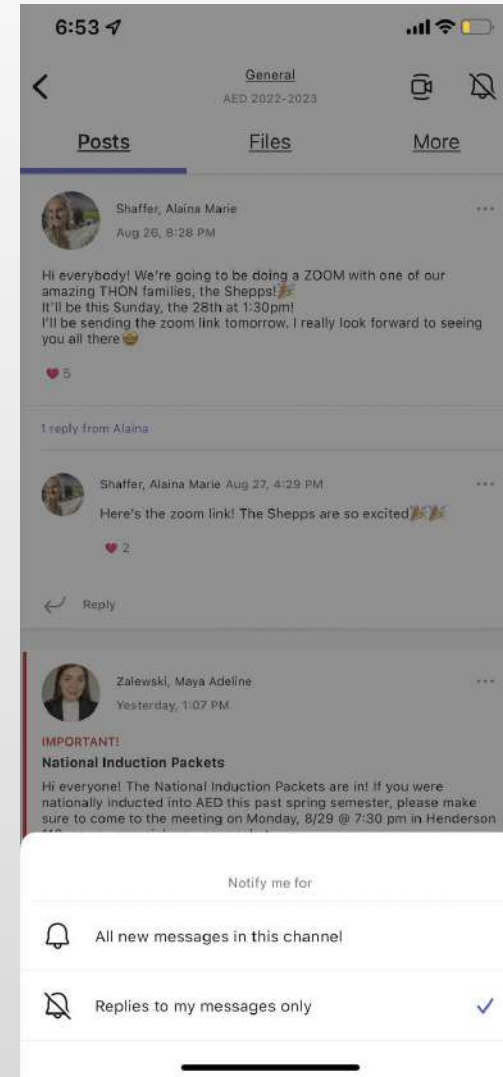 6:53
General
AED 2022-2023
Posts
Files
More
Shaffer, Alaina Marie
Aug 26, 8:28 PM
Hi everybody! We're going to be doing a ZOOM with one of our
amazing THON families, the Shepps!🎉
It'll be this Sunday, the 28th at 1:30pm!
I'll be sending the zoom link tomorrow. I really look forward to seeing
you all there🤩
5
1 reply from Alaina
Shaffer, Alaina Marie Aug 27, 4:29 PM
Here's the zoom link! The Shepps are so excited🎉🎉
2
Reply
Zalewski, Maya Adeline
Yesterday, 1:07 PM
IMPORTANT!
National Induction Packets
Hi everyone! The National Induction Packets are in! If you were
nationally inducted into AED this past spring semester, please make
sure to come to the meeting on Monday, 8/29 @ 7:30 pm in Henderson
Notify me for
All new messages in this channel
Replies to my messages only